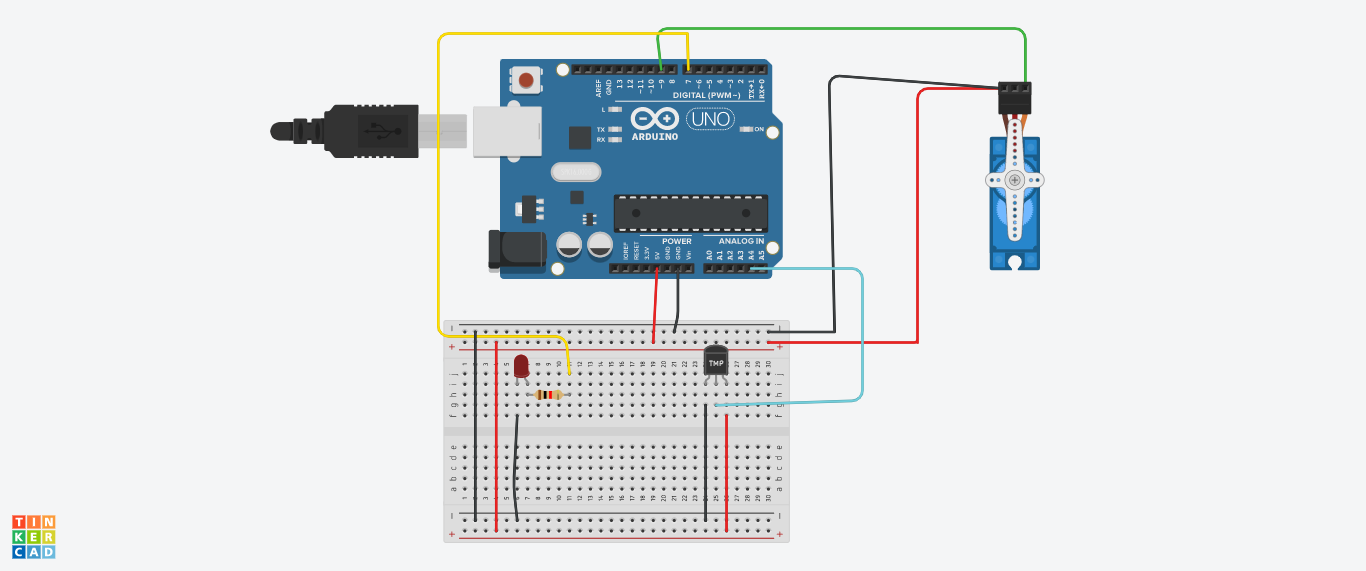 AREF
GND
13
12
~11
~10
~9
8
7
~6
~5
4
~3
2
TX→1
RX←0
DIGITAL (PWM~)
L
TX
RX
ARDUINO
UNO
ON
POWER
ANALOG IN
IOREF
RESET
3.3V
5V
GND
GND
Vin
A0
A1
A2
A3
A4
A5
TMP
a b c d e
f g h i j
TIN
KER
CAD